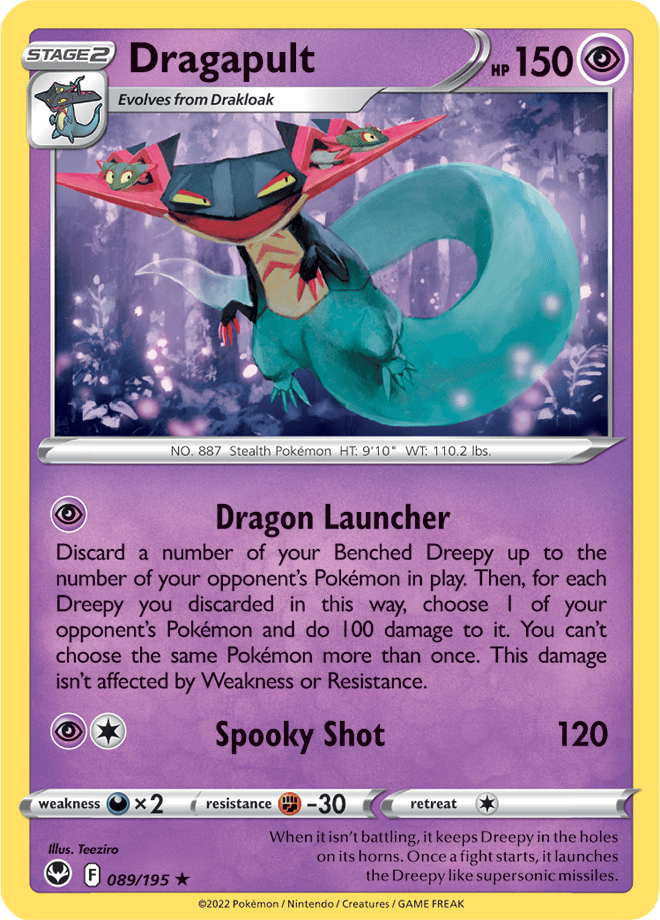 STAGE 2
Dragapult
HP 150
Evolves from Drakloak
NO. 887 Stealth Pokémon HT: 9'10" WT: 110.2 lbs.
Dragon Launcher
Discard a number of your Benched Dreepy up to the
number of your opponent's Pokémon in play. Then, for each
Dreepy you discarded in this way, choose 1 of your
opponent's Pokémon and do 100 damage to it. You can't
choose the same Pokémon more than once. This damage
isn't affected by Weakness or Resistance.
Spooky Shot 120
weakness ×2 resistance -30 retreat
Illus. Teeziro
F 089/195 ★
When it isn't battling, it keeps Dreepy in the holes
on its horns. Once a fight starts, it launches
the Dreepy like supersonic missiles.
©2022 Pokémon / Nintendo / Creatures / GAME FREAK